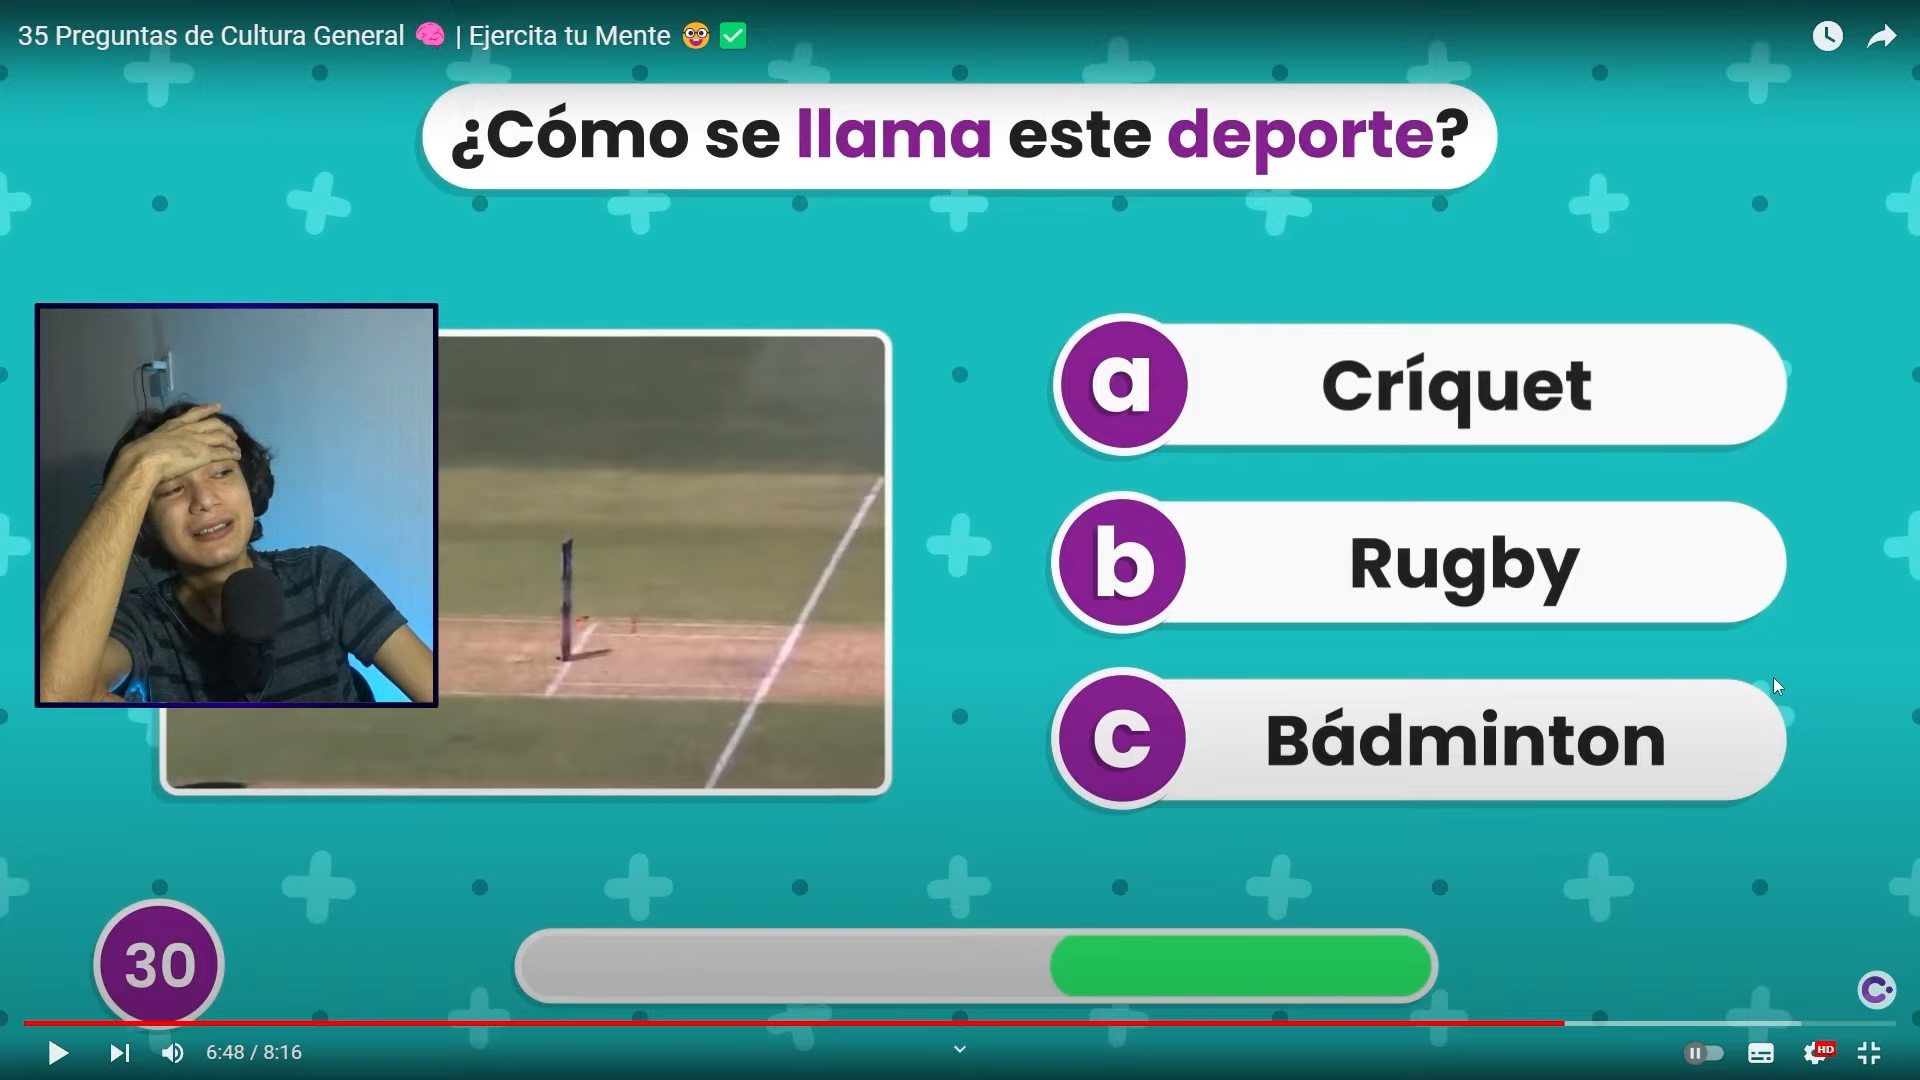 35 Preguntas de Cultura General 🧠 | Ejercita tu Mente 🤓 ✅
¿Cómo se llama este deporte?
a Críquet
b Rugby
c Bádminton
30
C
6:48 / 8:16
HD